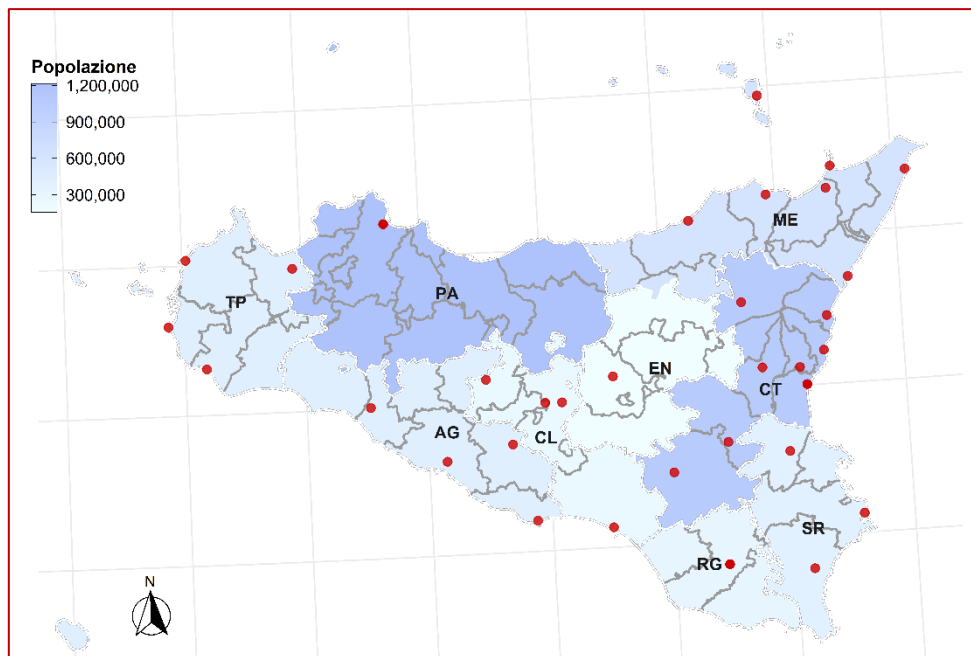 Popolazione
1,200,000
900,000
600,000
300,000
ME
PA
TP
EN
CT
AG
CL
SR
RG
N